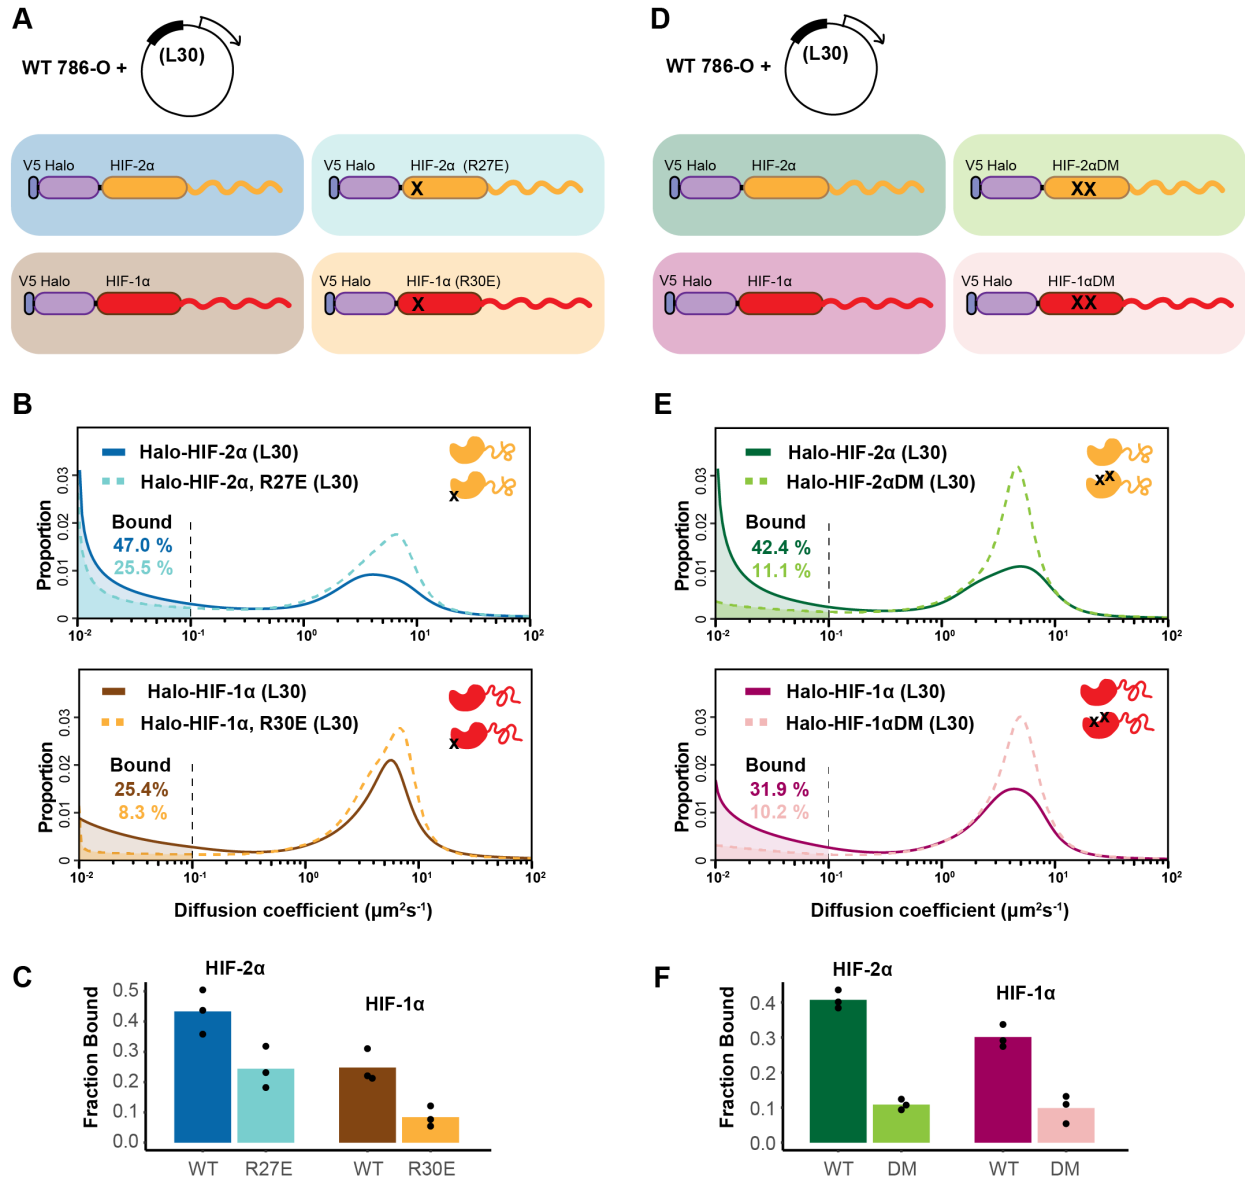 A
WT 786-O +
(L30)
V5 Halo HIF-2α
V5 Halo HIF-2α (R27E)
X
V5 Halo HIF-1α
V5 Halo HIF-1α (R30E)
X
D
WT 786-O +
(L30)
V5 Halo HIF-2α
V5 Halo HIF-2αDM
XX
V5 Halo HIF-1α
V5 Halo HIF-1αDM
XX
B
Proportion
0 0.01 0.02 0.03
Halo-HIF-2α (L30)
Halo-HIF-2α, R27E (L30)
x
Bound
47.0 %
25.5 %
10-2 10-1 100 101 102
Proportion
0 0.01 0.02 0.03
Halo-HIF-1α (L30)
Halo-HIF-1α, R30E (L30)
x
Bound
25.4%
8.3 %
10-2 10-1 100 101 102
Diffusion coefficient (μm2s-1)
E
Proportion
0 0.01 0.02 0.03
Halo-HIF-2α (L30)
Halo-HIF-2αDM (L30)
x x
Bound
42.4 %
11.1 %
10-2 10-1 100 101 102
Proportion
0 0.01 0.02 0.03
Halo-HIF-1α (L30)
Halo-HIF-1αDM (L30)
x x
Bound
31.9 %
10.2 %
10-2 10-1 100 101 102
Diffusion coefficient (μm2s-1)
C
Fraction Bound
0.5
0.4
0.3
0.2
0.1
0.0
HIF-2α
HIF-1α
WT R27E WT R30E
F
Fraction Bound
0.4
0.3
0.2
0.1
0.0
HIF-2α
HIF-1α
WT DM WT DM